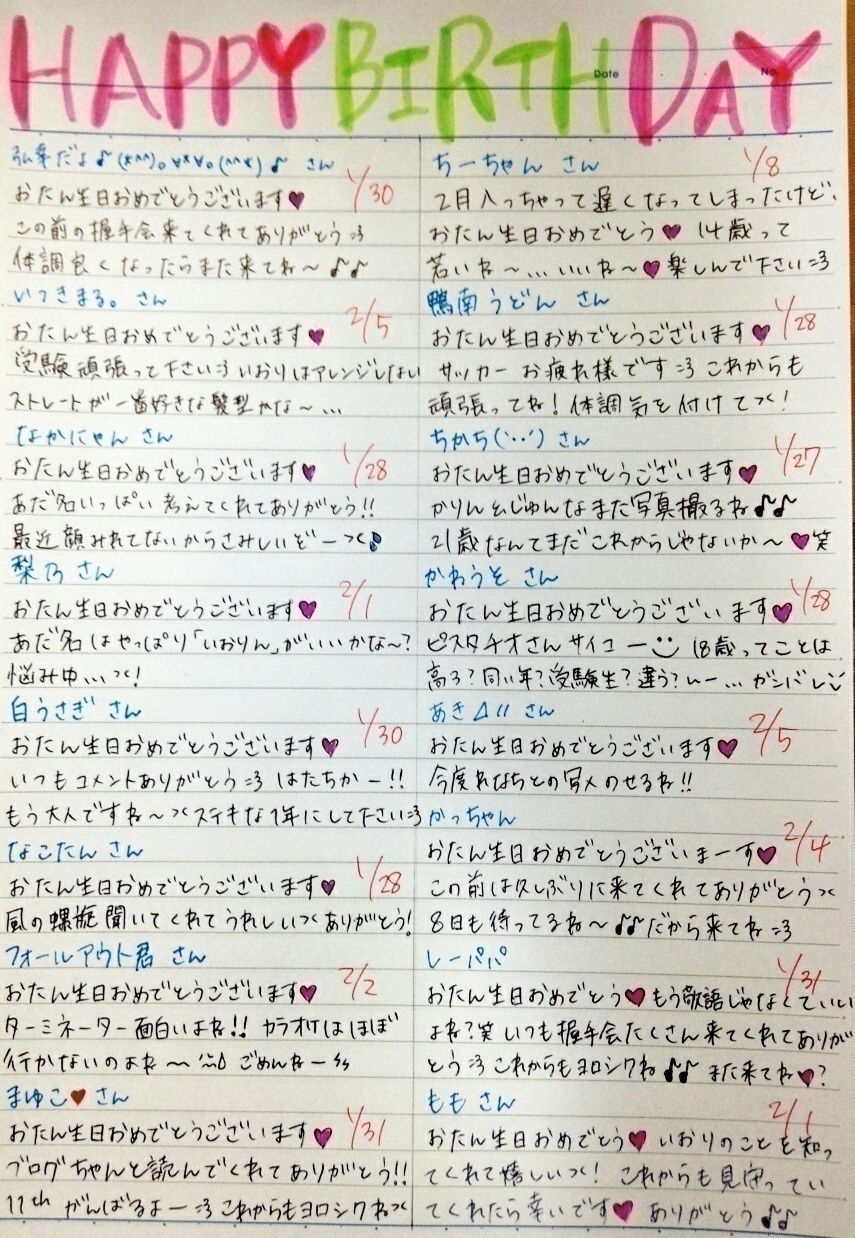 HAPPY BIRTHDAY
Date
No.
弘幸だよ♪(*^^)o∀*∀o(^^*)♪ さん
1/30
おたん生日おめでとうございます♥
この前の握手会来てくれてありがとう=3
体調良くなったらまた来てね〜♪♪
いつきまる。さん
2/5
おたん生日おめでとうございます♥
受験頑張って下さい=3 いおりはアレンジしない
ストレートが一番好きな髪型かな〜...
なかにゃん さん
1/28
おたん生日おめでとうございます♥
あだ名いっぱい考えてくれてありがとう!!
最近顔みれてないからさみしいぞー
梨乃 さん
2/1
おたん生日おめでとうございます♥
あだ名はやっぱり「いおりん」がいいかな〜?
悩み中...!
白うさぎ さん
1/30
おたん生日おめでとうございます♥
いつもコメントありがとう=3 はたちかー!!
もう大人ですね〜 ステキな1年にして下さい=3
なこたん さん
1/28
おたん生日おめでとうございます♥
風の螺旋聞いてくれてうれしい ありがとう!
フォールアウト君 さん
2/2
おたん生日おめでとうございます♥
ターミネーター面白いよね!! カラオケはほぼ
行かないのよね〜 ごめんねー
まゆこ♥ さん
1/31
おたん生日おめでとうございます♥
ブログちゃんと読んでくれてありがとう!!
11th がんばるよー=3 これからもヨロシクね
ちーちゃん さん
1/8
2月入っちゃって遅くなってしまったけど、
おたん生日おめでとう♥ 14歳って
若いね〜...いいね〜♥楽しんで下さい=3
鴨南うどん さん
1/28
おたん生日おめでとうございます♥
サッカー お疲れ様です=3 これからも
頑張ってね!体調気を付けて!
ちかち(˙˙) さん
1/27
おたん生日おめでとうございます♥
かりんとじゅんなまた写真撮るね♪♪
21歳なんてまだこれからじゃないか〜♥笑
かわうそ さん
1/28
おたん生日おめでとうございます♥
ピスタチオさんサイコー 18歳ってことは
高3?同い年?受験生?違う? ...ガンバレ
あき⊿11 さん
2/5
おたん生日おめでとうございます♥
今度れなちとの写メのせるね!!
かっちゃん
2/4
おたん生日おめでとうございまーす♥
この前は久しぶりに来てくれてありがとう
8日も待ってるね〜♪♪だから来てね=3
レーパパ
1/31
おたん生日おめでとう♥もう敬語じゃなくていい
よね?笑 いつも握手会たくさん来てくれてありが
とう=3 これからもヨロシクね♪♪ また来てね♥?
もも さん
2/1
おたん生日おめでとう♥ いおりのことを知っ
てくれて嬉しい! これからも見守ってい
てくれたら幸いです♥ ありがとう♪♪